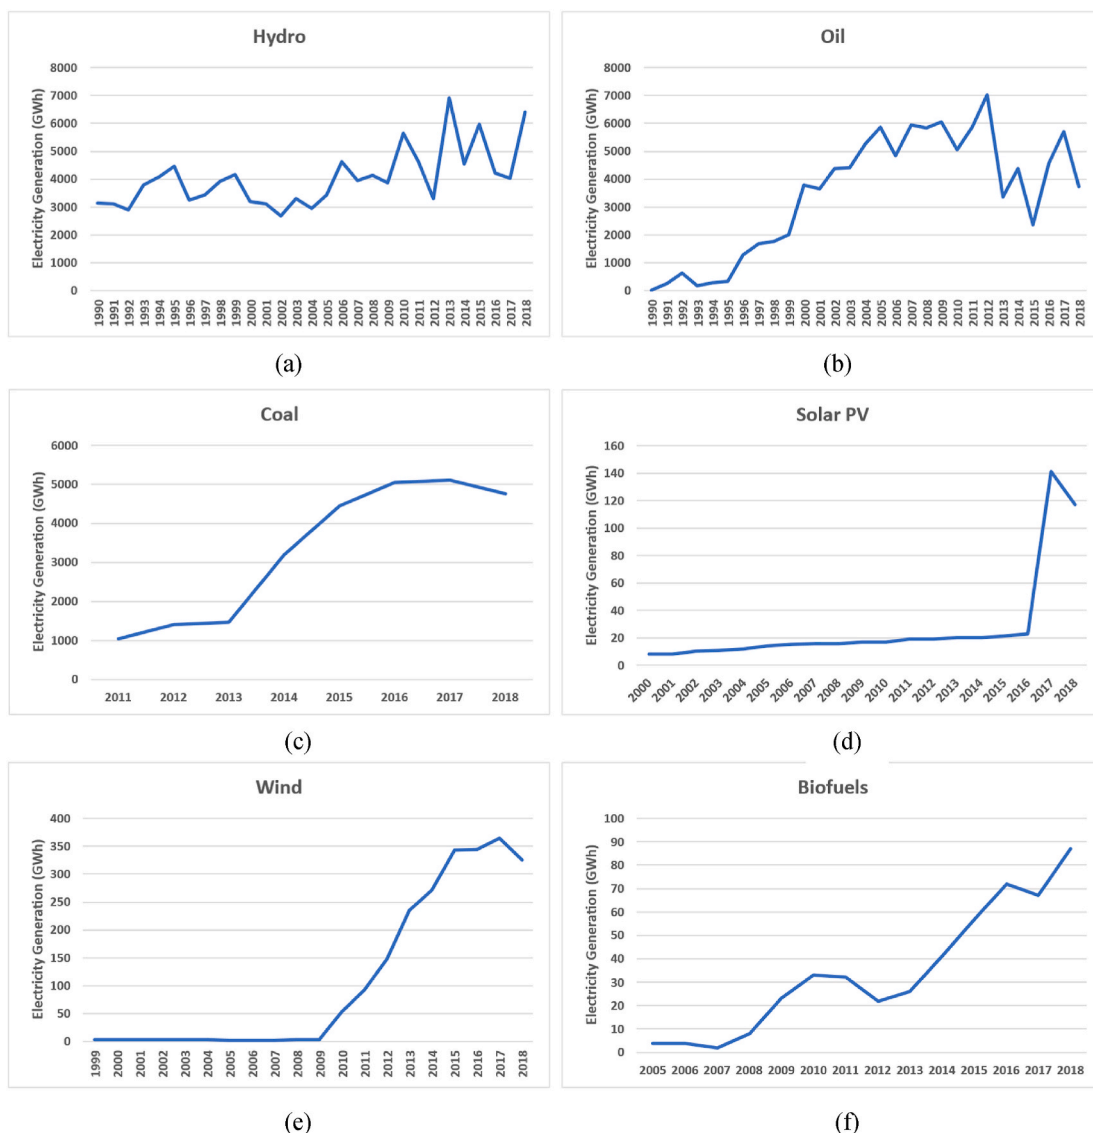 Hydro
Electricity Generation (GWh)
8000
7000
6000
5000
4000
3000
2000
1000
0
1990 1991 1992 1993 1994 1995 1996 1997 1998 1999 2000 2001 2002 2003 2004 2005 2006 2007 2008 2009 2010 2011 2012 2013 2014 2015 2016 2017 2018
(a)
Oil
Electricity Generation (GWh)
8000
7000
6000
5000
4000
3000
2000
1000
0
1990 1991 1992 1993 1994 1995 1996 1997 1998 1999 2000 2001 2002 2003 2004 2005 2006 2007 2008 2009 2010 2011 2012 2013 2014 2015 2016 2017 2018
(b)
Coal
Electricity Generation (GWh)
6000
5000
4000
3000
2000
1000
0
2011 2012 2013 2014 2015 2016 2017 2018
(c)
Solar PV
Electricity Generation (GWh)
160
140
120
100
80
60
40
20
0
2000 2001 2002 2003 2004 2005 2006 2007 2008 2009 2010 2011 2012 2013 2014 2015 2016 2017 2018
(d)
Wind
Electricity Generation (GWh)
400
350
300
250
200
150
100
50
0
1999 2000 2001 2002 2003 2004 2005 2006 2007 2008 2009 2010 2011 2012 2013 2014 2015 2016 2017 2018
(e)
Biofuels
Electricity Generation (GWh)
100
90
80
70
60
50
40
30
20
10
0
2005 2006 2007 2008 2009 2010 2011 2012 2013 2014 2015 2016 2017 2018
(f)